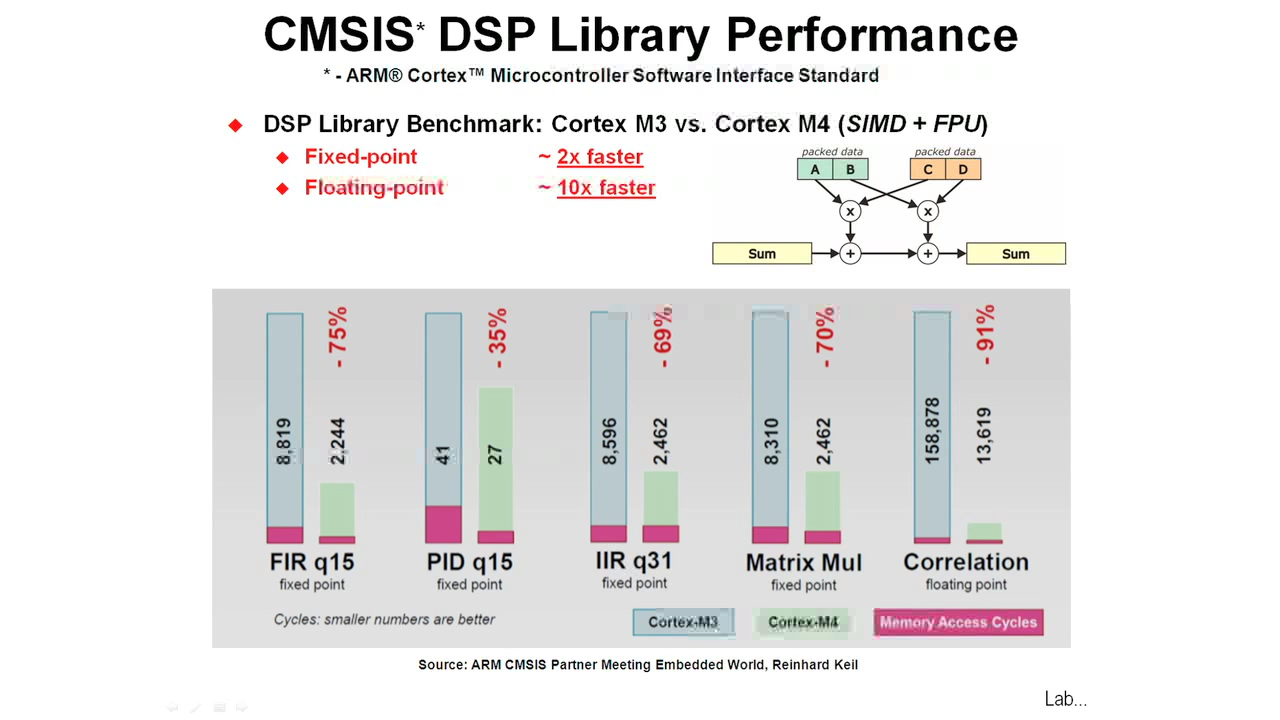 CMSIS* DSP Library Performance
* - ARM® Cortex™ Microcontroller Software Interface Standard
DSP Library Benchmark: Cortex M3 vs. Cortex M4 (SIMD + FPU)
Fixed-point ~ 2x faster
Floating-point ~ 10x faster
packed data packed data
A B C D
x x
Sum + + Sum
- 75% - 35% - 69% - 70% - 91%
8,819 2,244 41 27 8,596 2,462 8,310 2,462 158,878 13,619
FIR q15 PID q15 IIR q31 Matrix Mul Correlation
fixed point fixed point fixed point fixed point floating point
Cycles: smaller numbers are better Cortex-M3 Cortex-M4 Memory Access Cycles
Source: ARM CMSIS Partner Meeting Embedded World, Reinhard Keil
Lab...